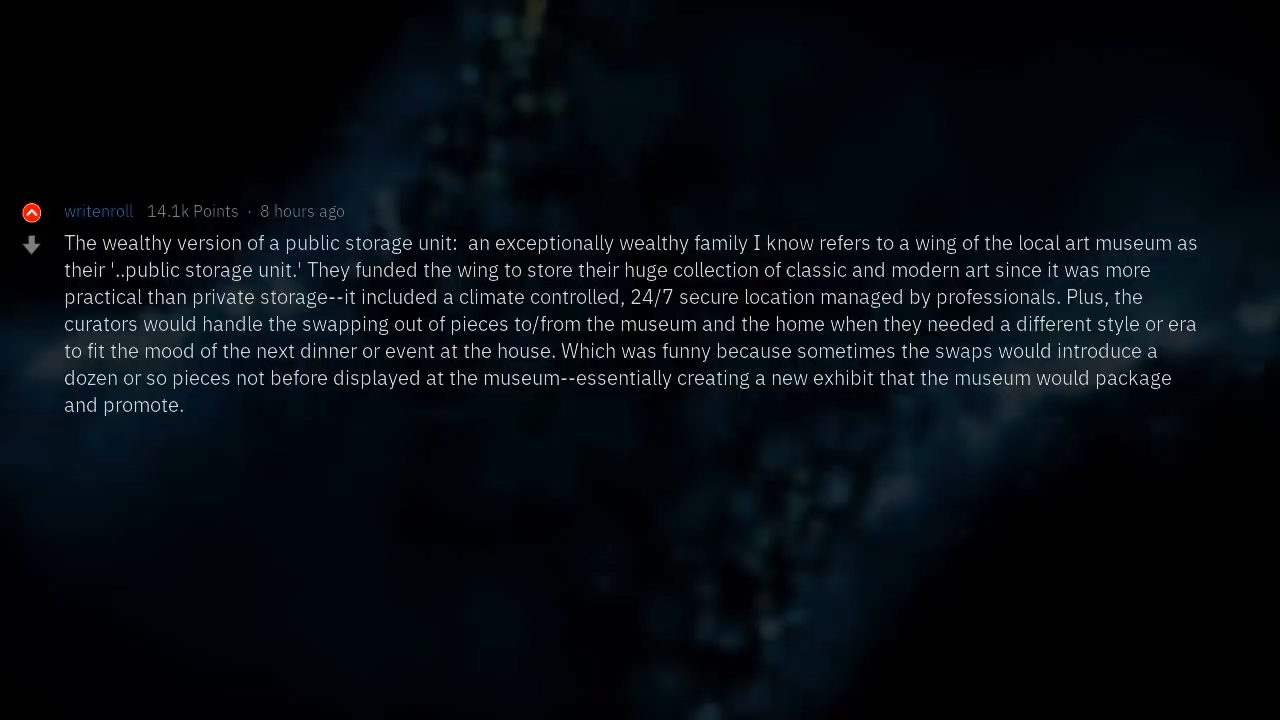 writenroll 14.1k Points · 8 hours ago
The wealthy version of a public storage unit:  an exceptionally wealthy family I know refers to a wing of the local art museum as
their '..public storage unit.' They funded the wing to store their huge collection of classic and modern art since it was more
practical than private storage--it included a climate controlled, 24/7 secure location managed by professionals. Plus, the
curators would handle the swapping out of pieces to/from the museum and the home when they needed a different style or era
to fit the mood of the next dinner or event at the house. Which was funny because sometimes the swaps would introduce a
dozen or so pieces not before displayed at the museum--essentially creating a new exhibit that the museum would package
and promote.